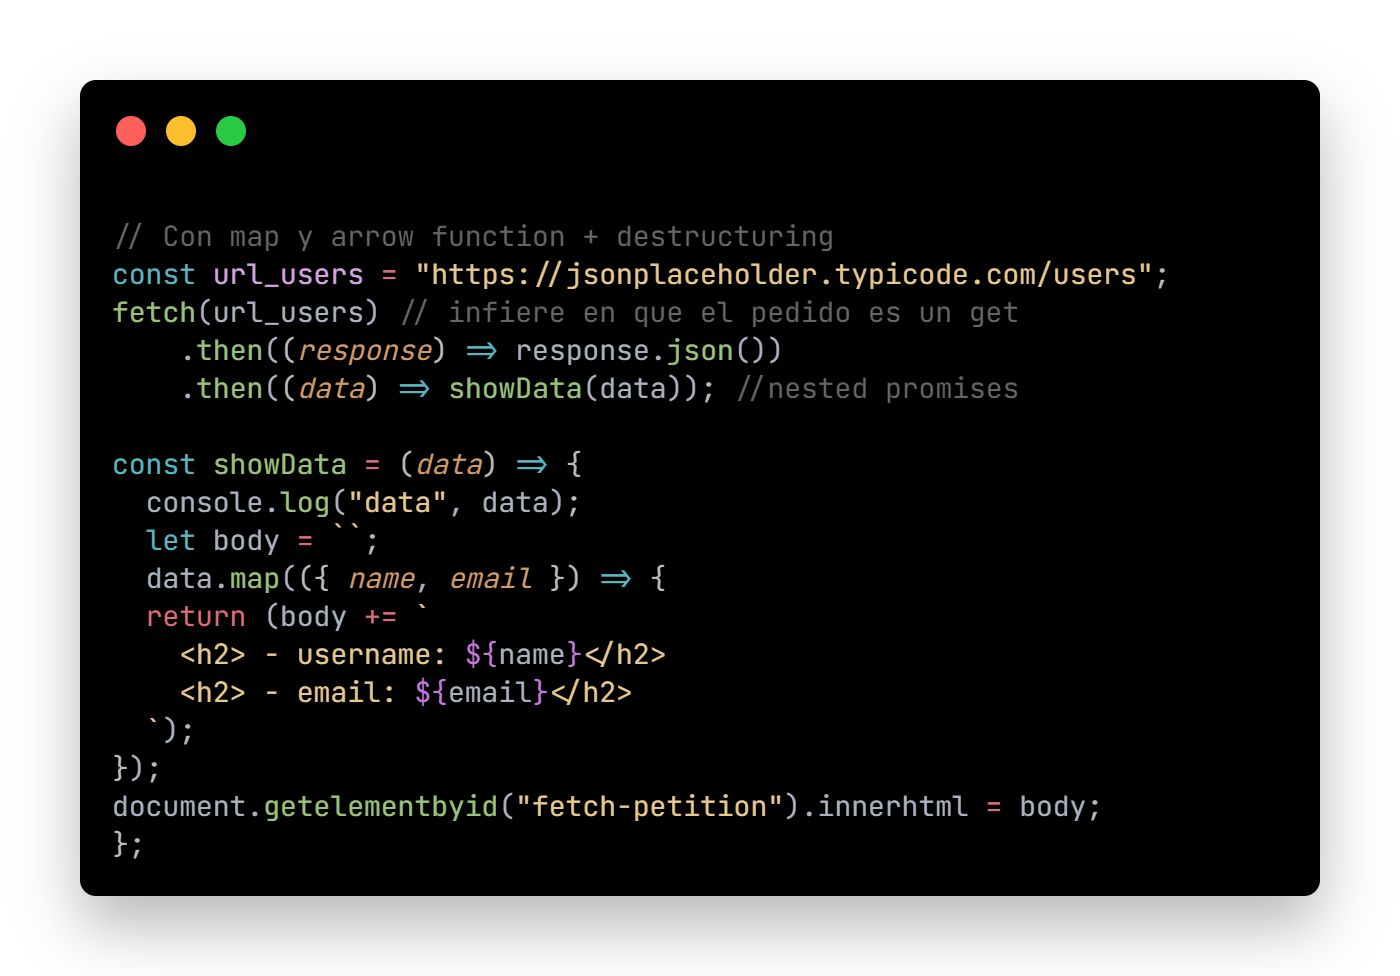 // Con map y arrow function + destructuring
const url_users = "https://jsonplaceholder.typicode.com/users";
fetch(url_users) // infiere en que el pedido es un get
    .then((response) => response.json())
    .then((data) => showData(data)); //nested promises

const showData = (data) => {
  console.log("data", data);
  let body = ``;
  data.map(({ name, email }) => {
  return (body += `
    <h2> - username: ${name}</h2>
    <h2> - email: ${email}</h2>
  `);
});
document.getelementbyid("fetch-petition").innerhtml = body;
};